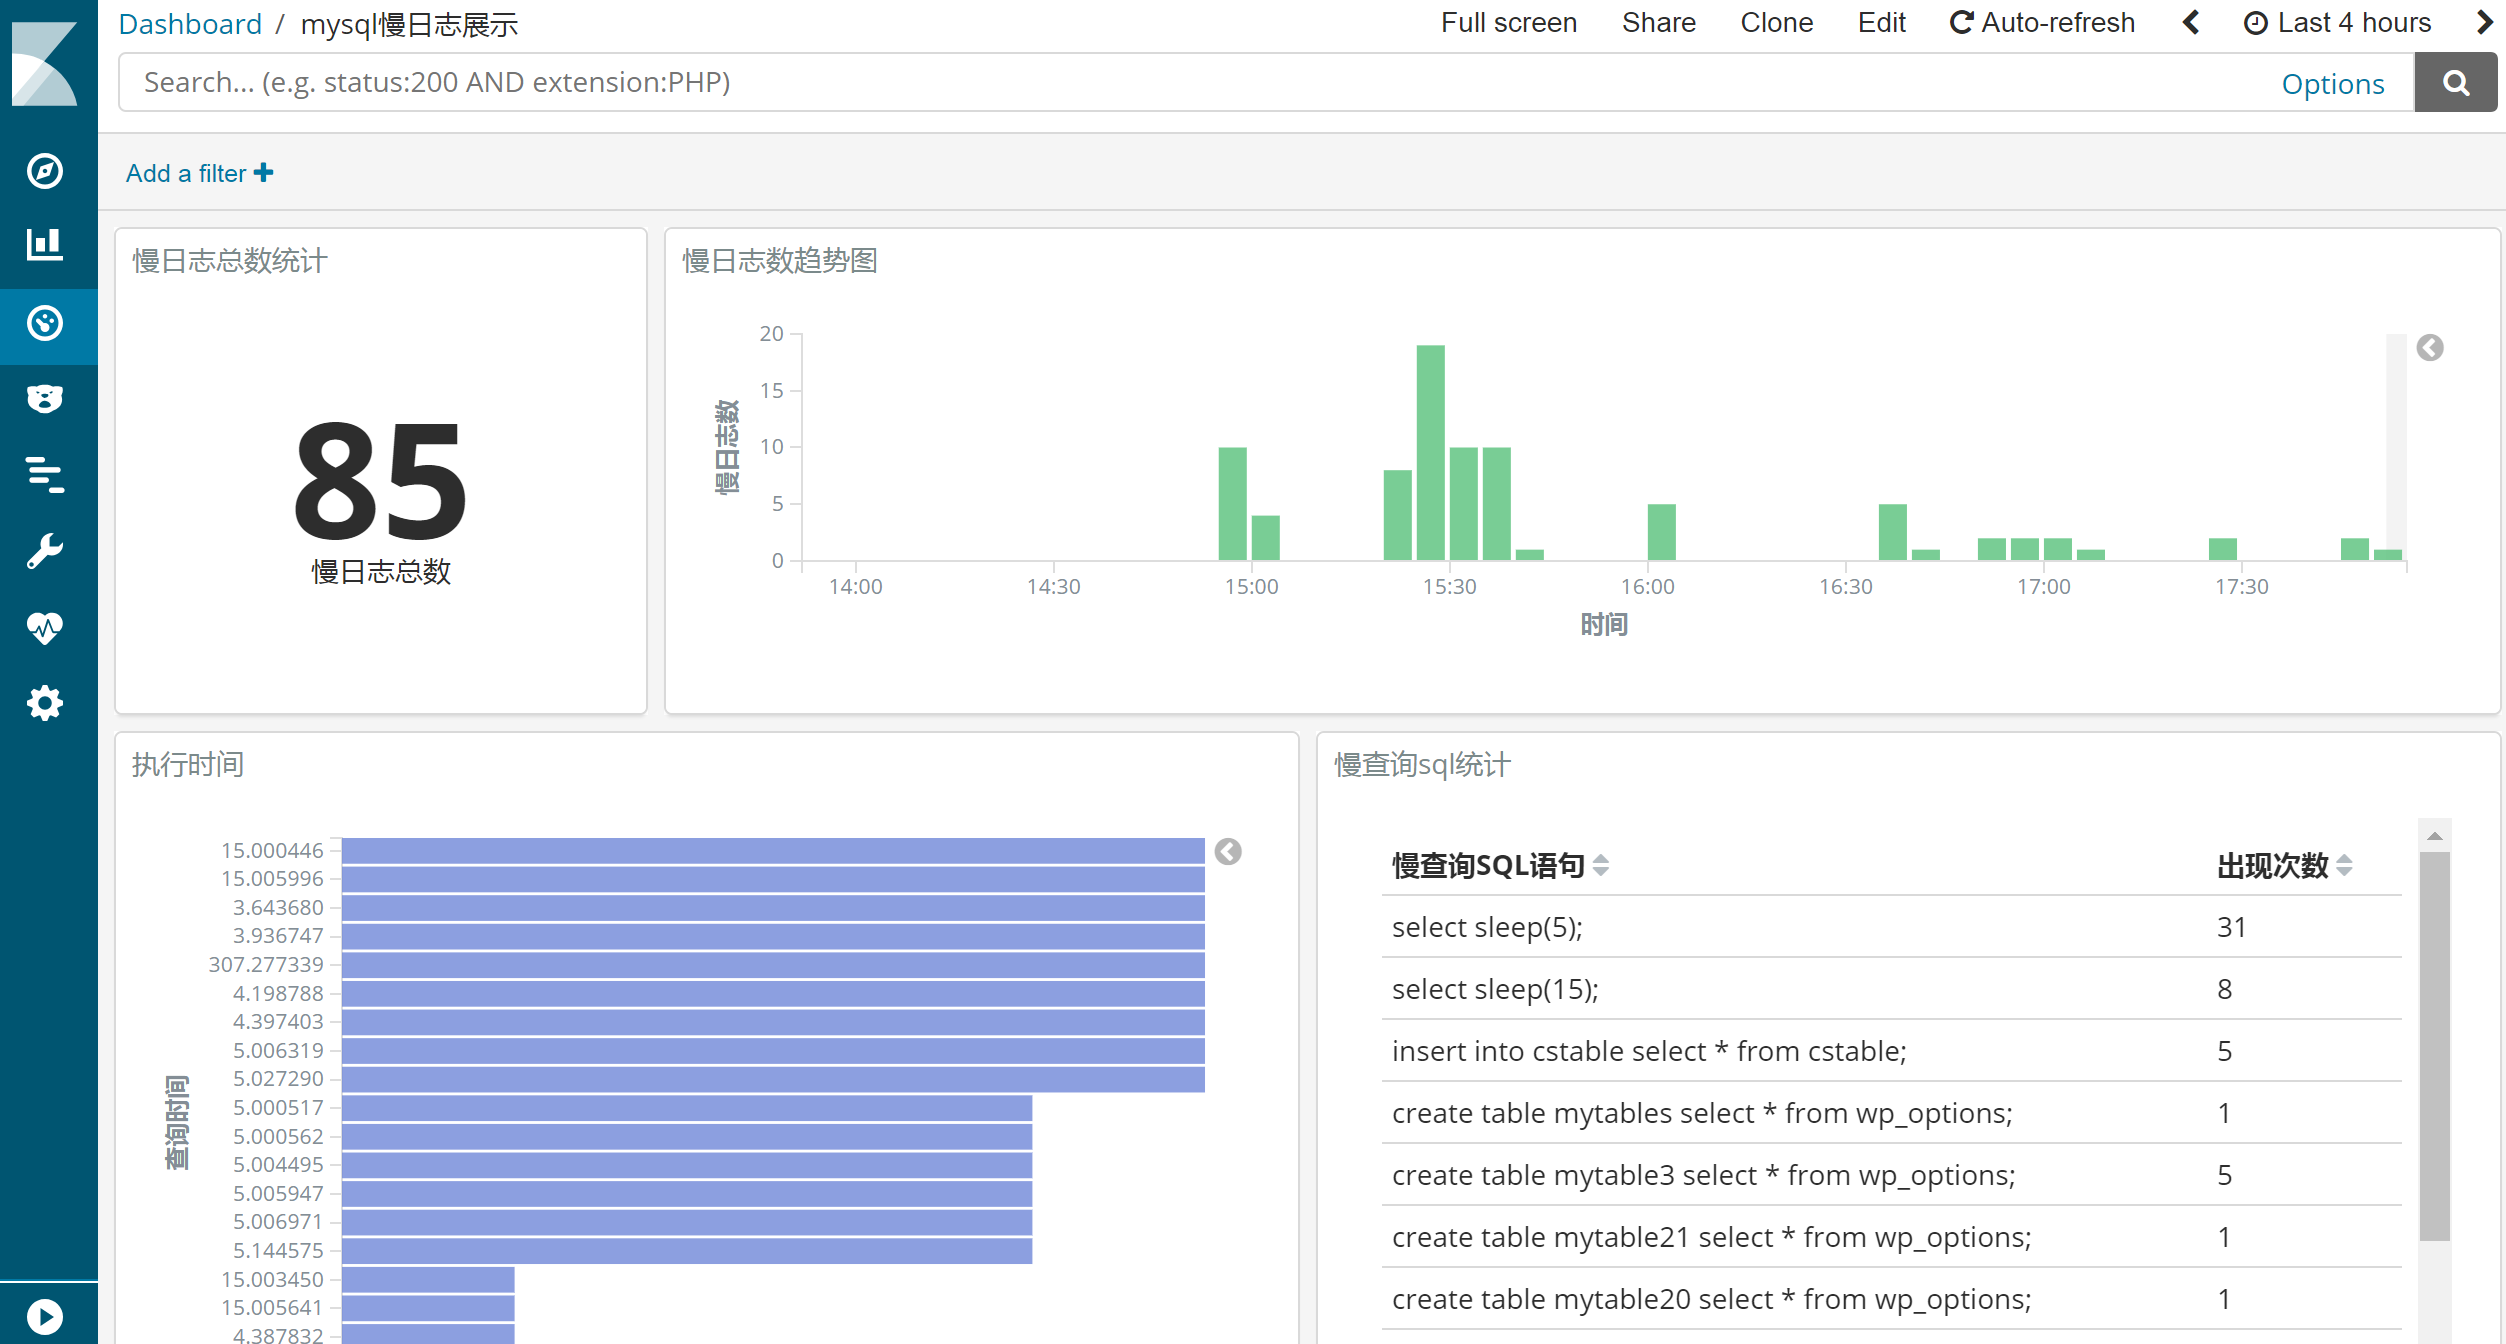 Dashboard / mysql慢日志展示
Full screen Share Clone Edit Auto-refresh Last 4 hours
Search... (e.g. status:200 AND extension:PHP)
Options
Add a filter
慢日志总数统计
85
慢日志总数
慢日志数趋势图
慢日志数
20
15
10
5
0
14:00 14:30 15:00 15:30 16:00 16:30 17:00 17:30
时间
执行时间
查询时间
15.000446
15.005996
3.643680
3.936747
307.277339
4.198788
4.397403
5.006319
5.027290
5.000517
5.000562
5.004495
5.005947
5.006971
5.144575
15.003450
15.005641
4.387832
慢查询sql统计
慢查询SQL语句 出现次数
select sleep(5); 31
select sleep(15); 8
insert into cstable select * from cstable; 5
create table mytables select * from wp_options; 1
create table mytable3 select * from wp_options; 5
create table mytable21 select * from wp_options; 1
create table mytable20 select * from wp_options; 1